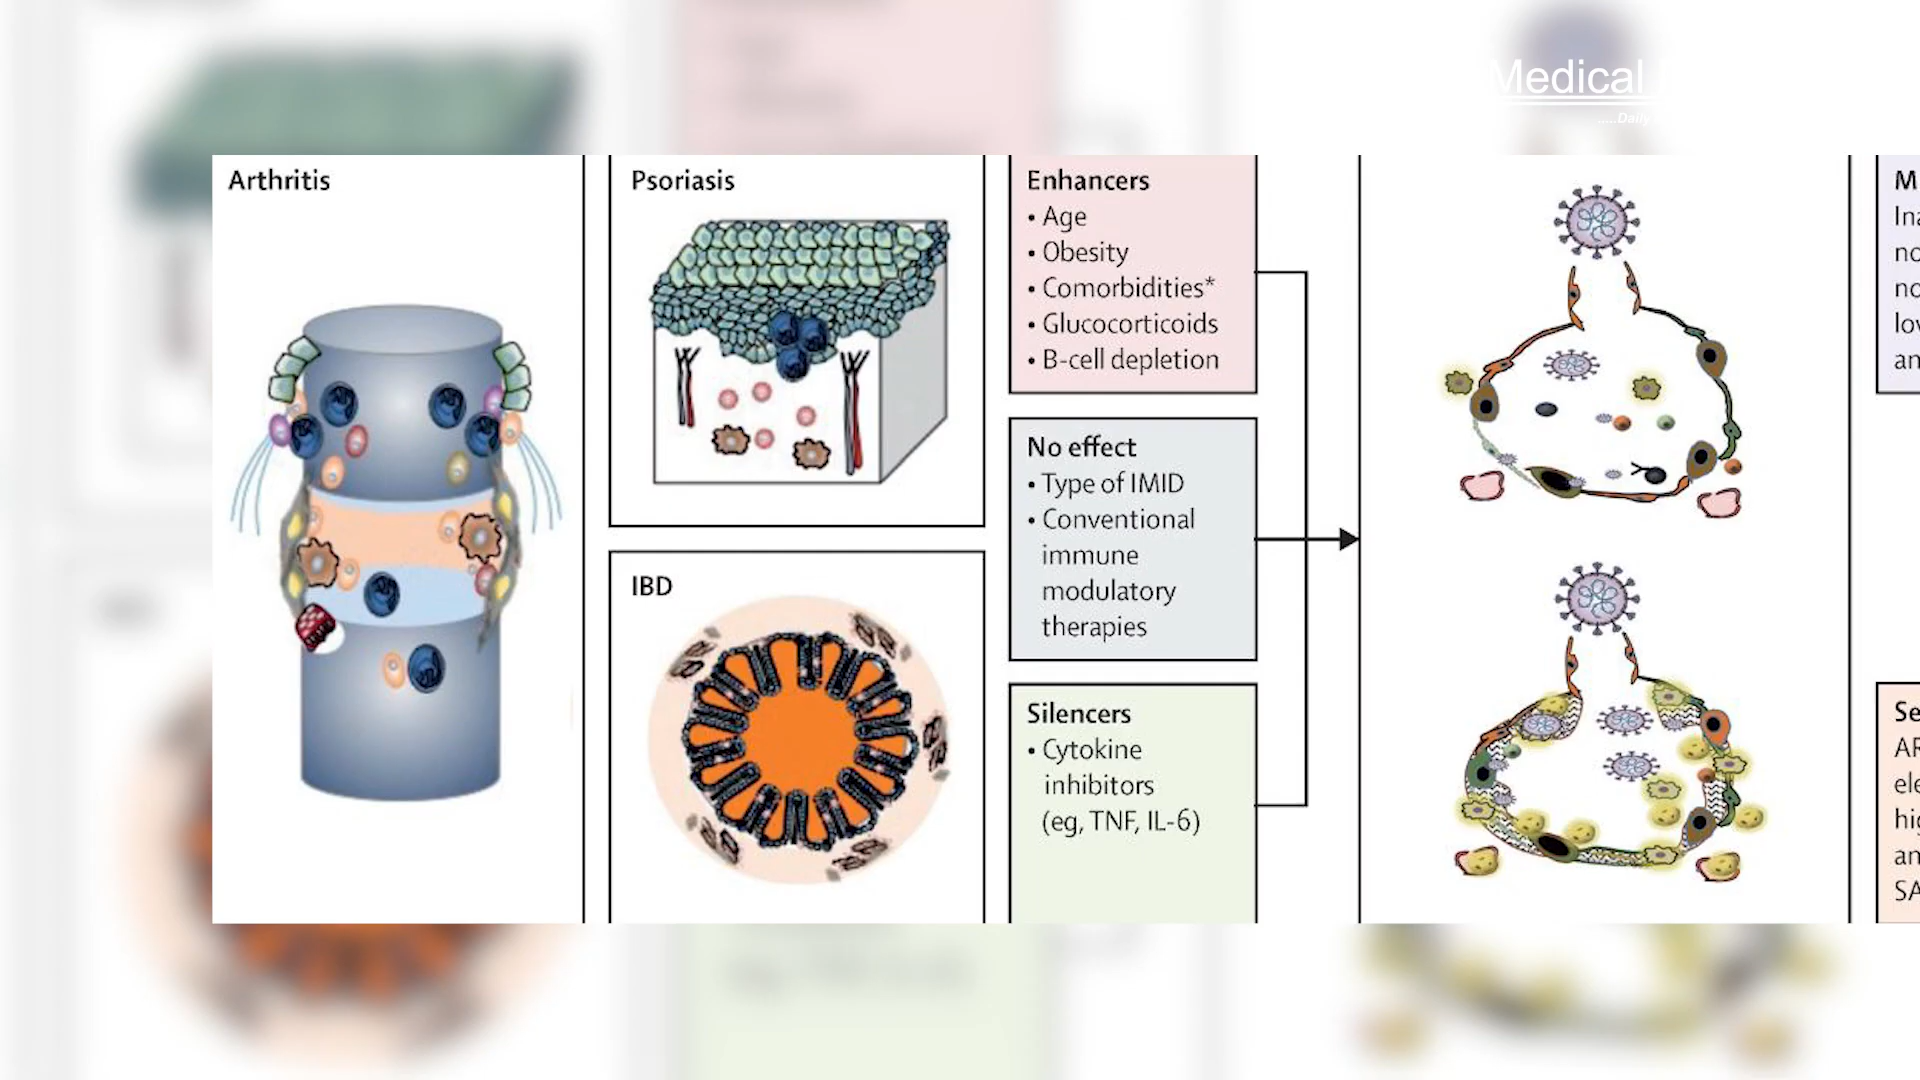 Medical
.....Daily
Arthritis
Psoriasis
IBD
Enhancers
• Age
• Obesity
• Comorbidities*
• Glucocorticoids
• B-cell depletion
No effect
• Type of IMID
• Conventional
immune
modulatory
therapies
Silencers
• Cytokine
inhibitors
(eg, TNF, IL-6)